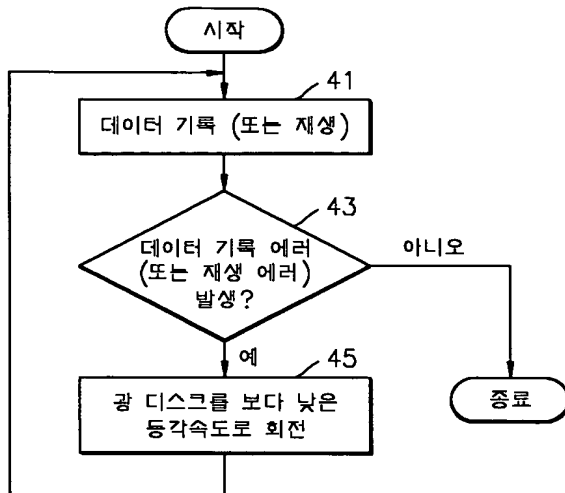 시작
41
데이터 기록 (또는 재생)
43
데이터 기록 에러
(또는 재생 에러)
발생?
아니오
예
45
광 디스크를 보다 낮은
등각속도로 회전
종료